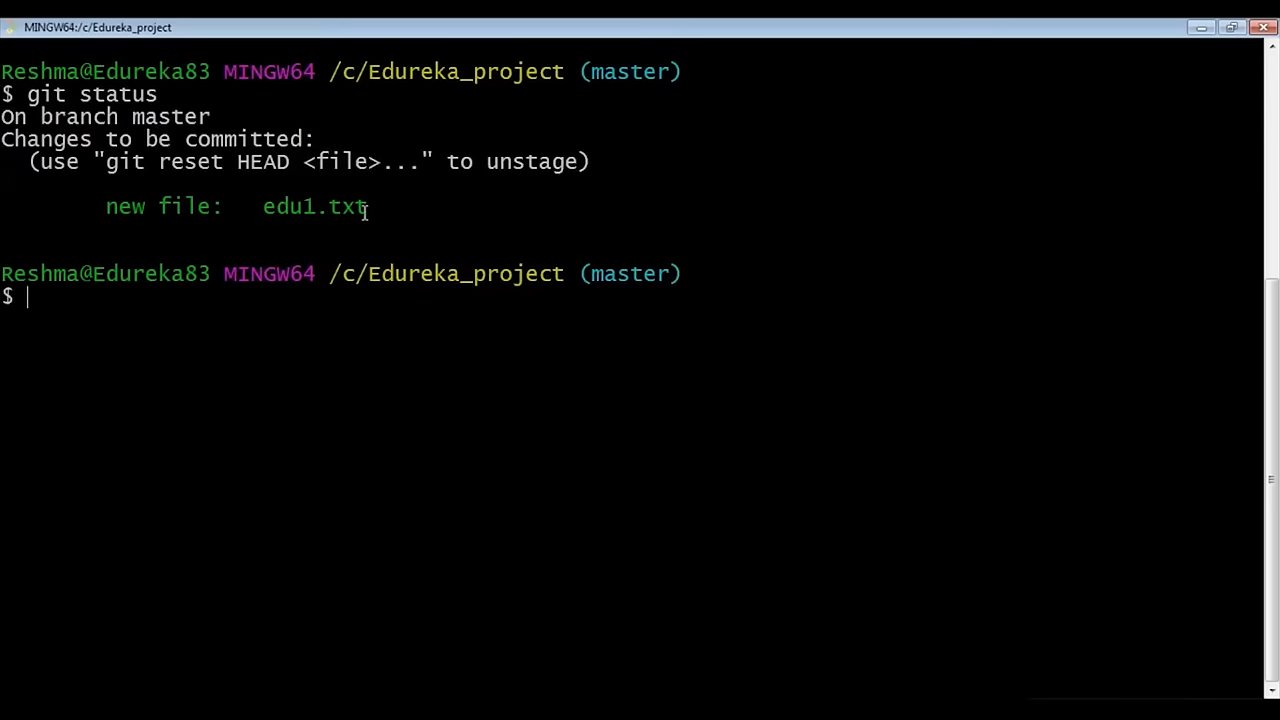 MINGW64:/c/Edureka_project
Reshma@Edureka83 MINGW64 /c/Edureka_project (master)
$ git status
On branch master
Changes to be committed:
(use "git reset HEAD <file>..." to unstage)
new file: edu1.txt
Reshma@Edureka83 MINGW64 /c/Edureka_project (master)
$